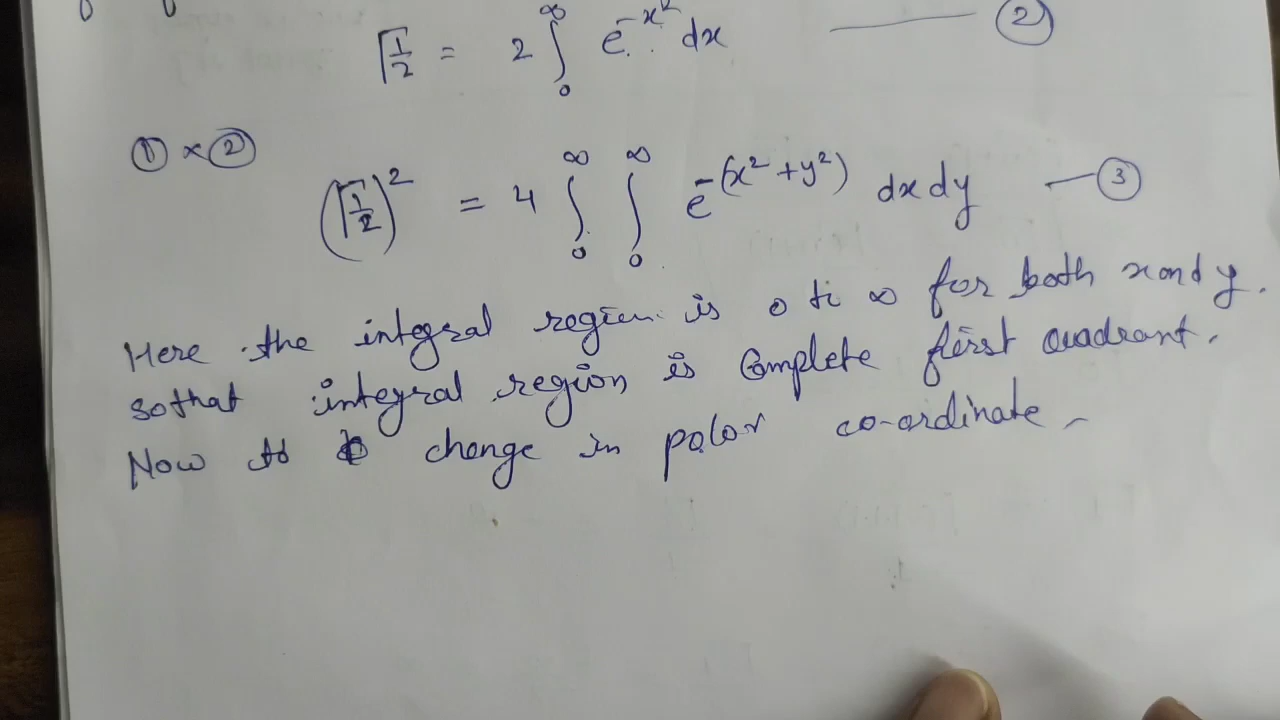 Γ1/2 = 2 ∫₀^∞ e^{-x²} dx —— ②
① × ②
(Γ1/2)² = 4 ∫₀^∞ ∫₀^∞ e^{-(x²+y²)} dx dy — ③
Here the integral region is 0 to ∞ for both x and y.
so that integral region is Complete first quadrant.
Now to change in polar co-ordinate -